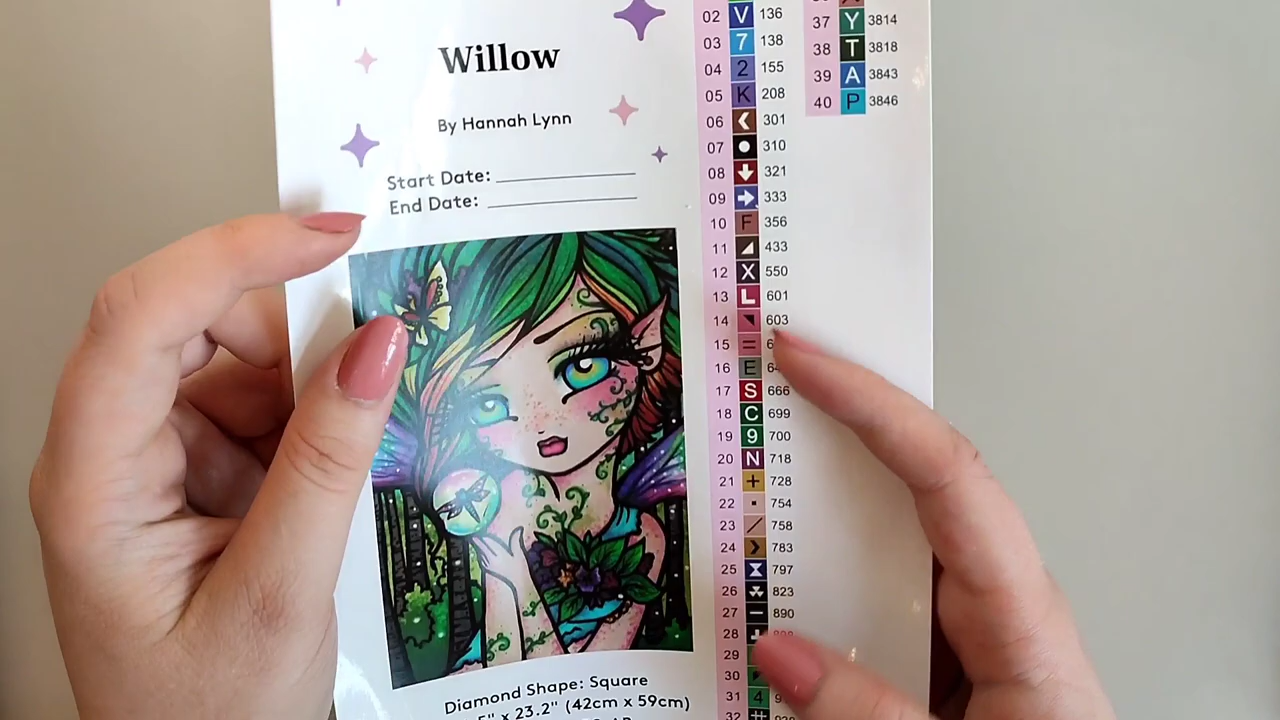 Willow
By Hannah Lynn
Start Date:
End Date:
Diamond Shape: Square
5" x 23.2" (42cm x 59cm)
02 V 136
03 7 138
04 2 155
05 K 208
06 301
07 310
08 321
09 333
10 F 356
11 433
12 X 550
13 L 601
14 603
15 =
16 E
17 S 666
18 C 699
19 9 700
20 N 718
21 + 728
22 754
23 / 758
24 783
25 797
26 823
27 – 890
28
29
30
31 4
32 #
37 Y 3814
38 T 3818
39 A 3843
40 P 3846